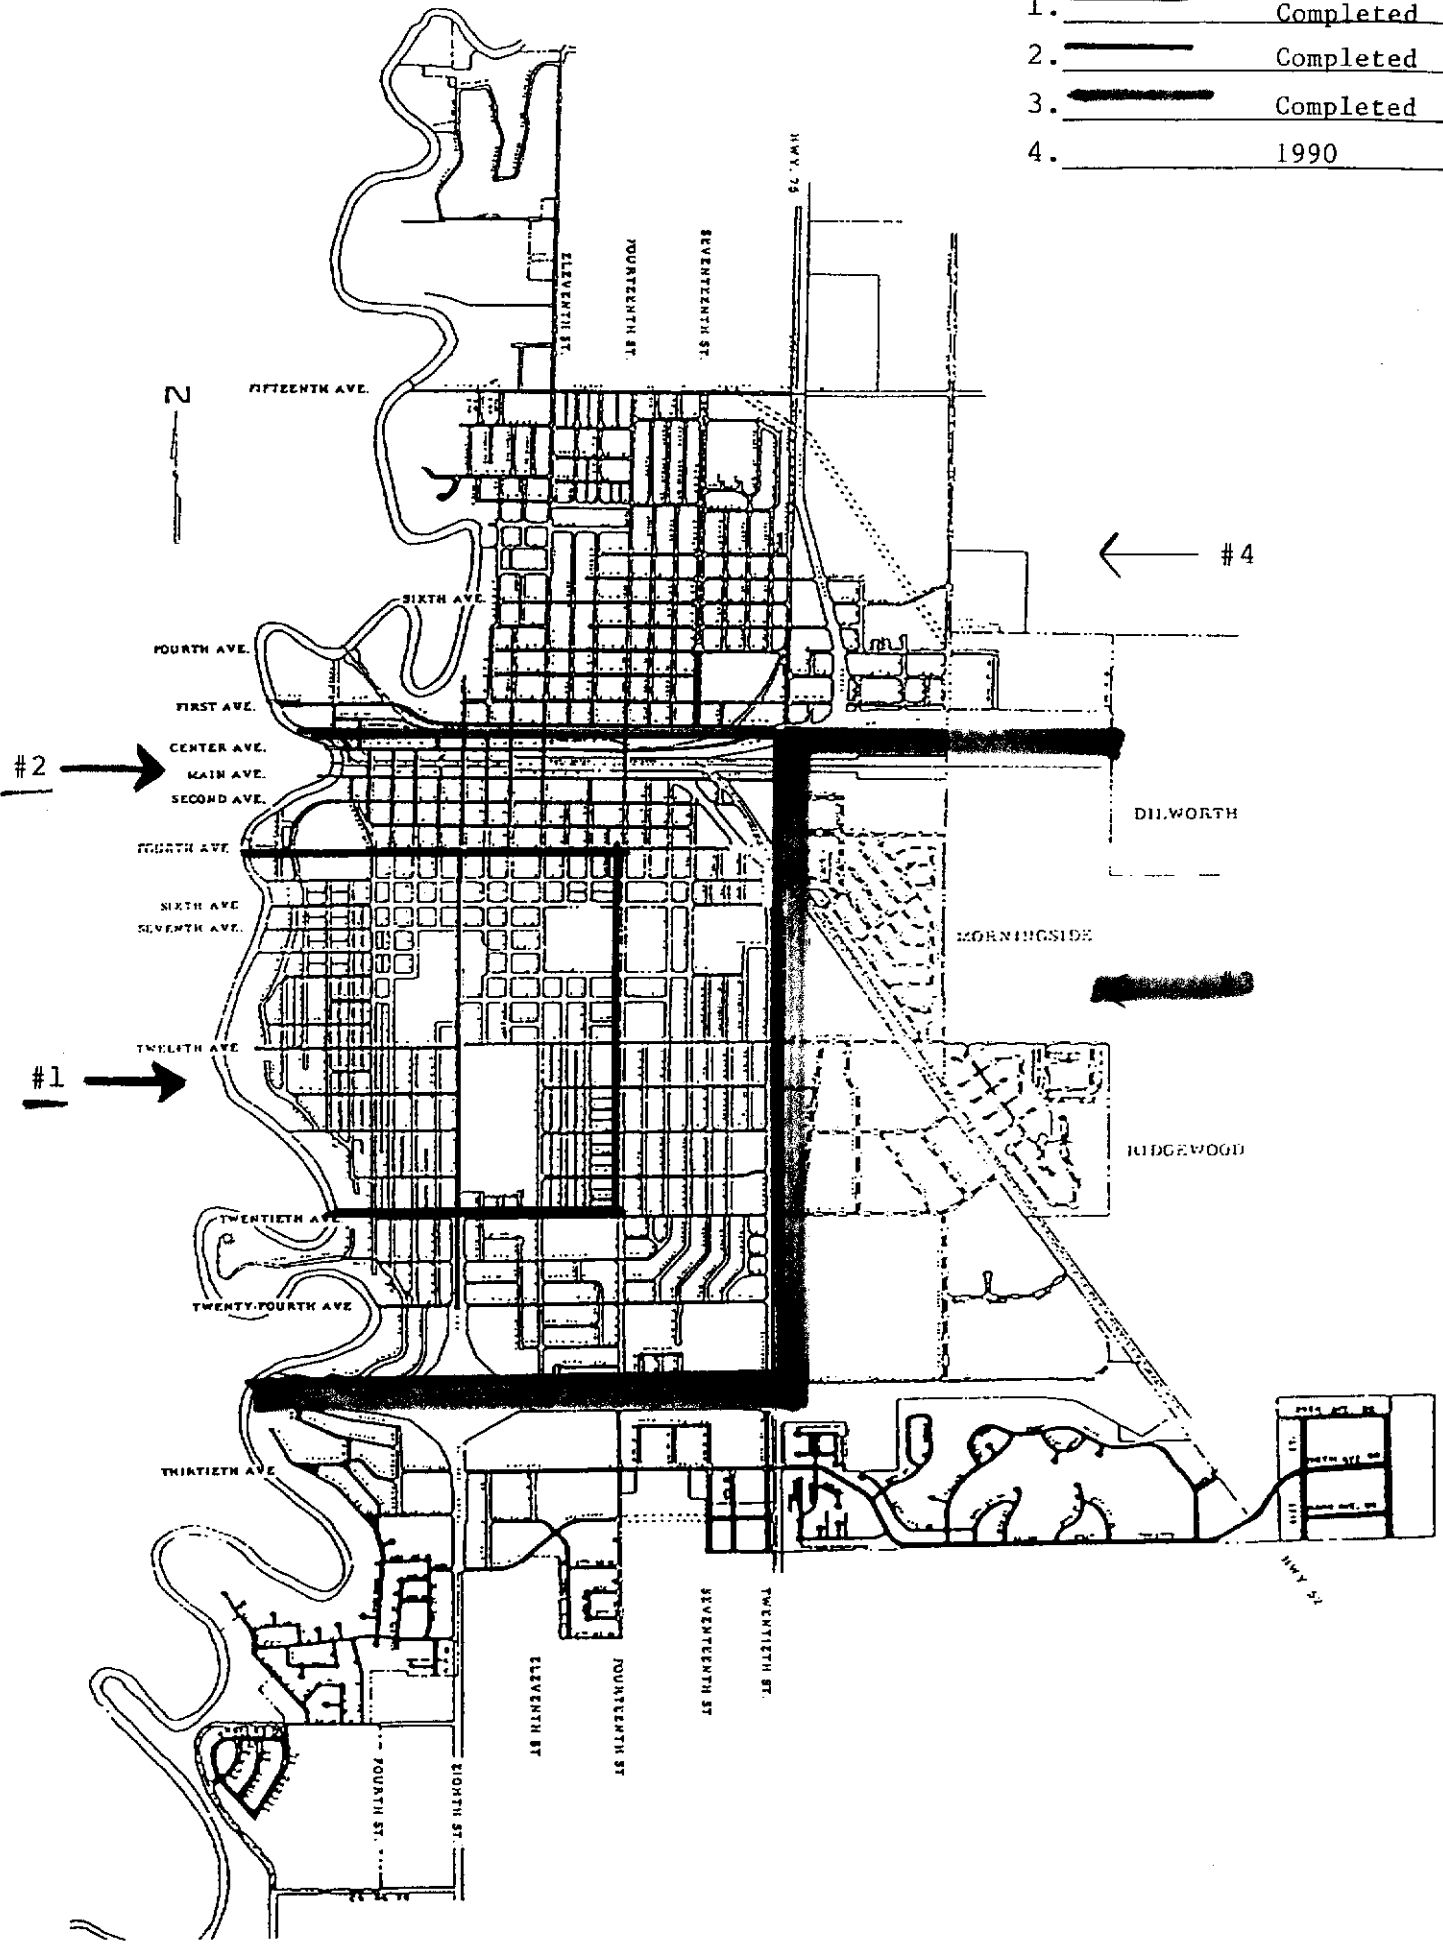 1. Completed
2. Completed
3. Completed
4. 1990
HWY. 75
ELEVENTH ST.
FOURTEENTH ST.
SEVENTEENTH ST.
FIFTEENTH AVE.
N
#4
SIXTH AVE.
FOURTH AVE.
FIRST AVE.
CENTER AVE.
#2
MAIN AVE.
SECOND AVE.
DILWORTH
FOURTH AVE
SIXTH AVE
SEVENTH AVE.
MORNINGSIDE
TWELFTH AVE
#1
RIDGEWOOD
TWENTIETH AVE.
TWENTY-FOURTH AVE
THIRTIETH AVE
HWY 52
SEVENTEENTH ST
TWENTIETH ST.
ELEVENTH ST
FOURTEENTH ST
FOURTH ST.
EIGHTH ST.